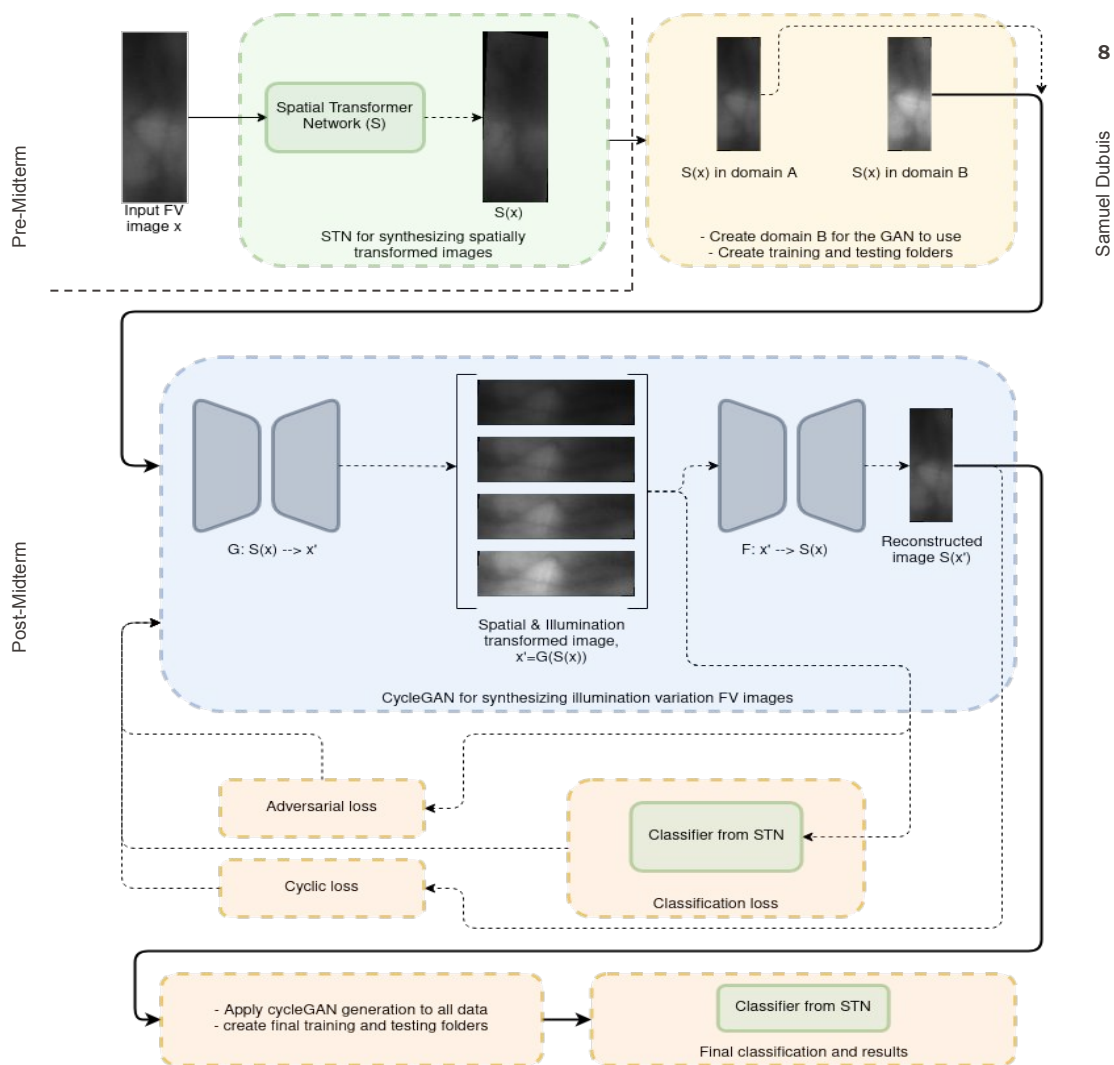 8
Samuel Dubuis
Pre-Midterm
Input FV
image x
Spatial Transformer
Network (S)
S(x)
STN for synthesizing spatially
transformed images
S(x) in domain A
S(x) in domain B
- Create domain B for the GAN to use
- Create training and testing folders
Post-Midterm
G: S(x) --> x'
Spatial & Illumination
transformed image,
x'=G(S(x))
F: x' --> S(x)
Reconstructed
image S(x')
CycleGAN for synthesizing illumination variation FV images
Adversarial loss
Classifier from STN
Cyclic loss
Classification loss
- Apply cycleGAN generation to all data
- create final training and testing folders
Classifier from STN
Final classification and results